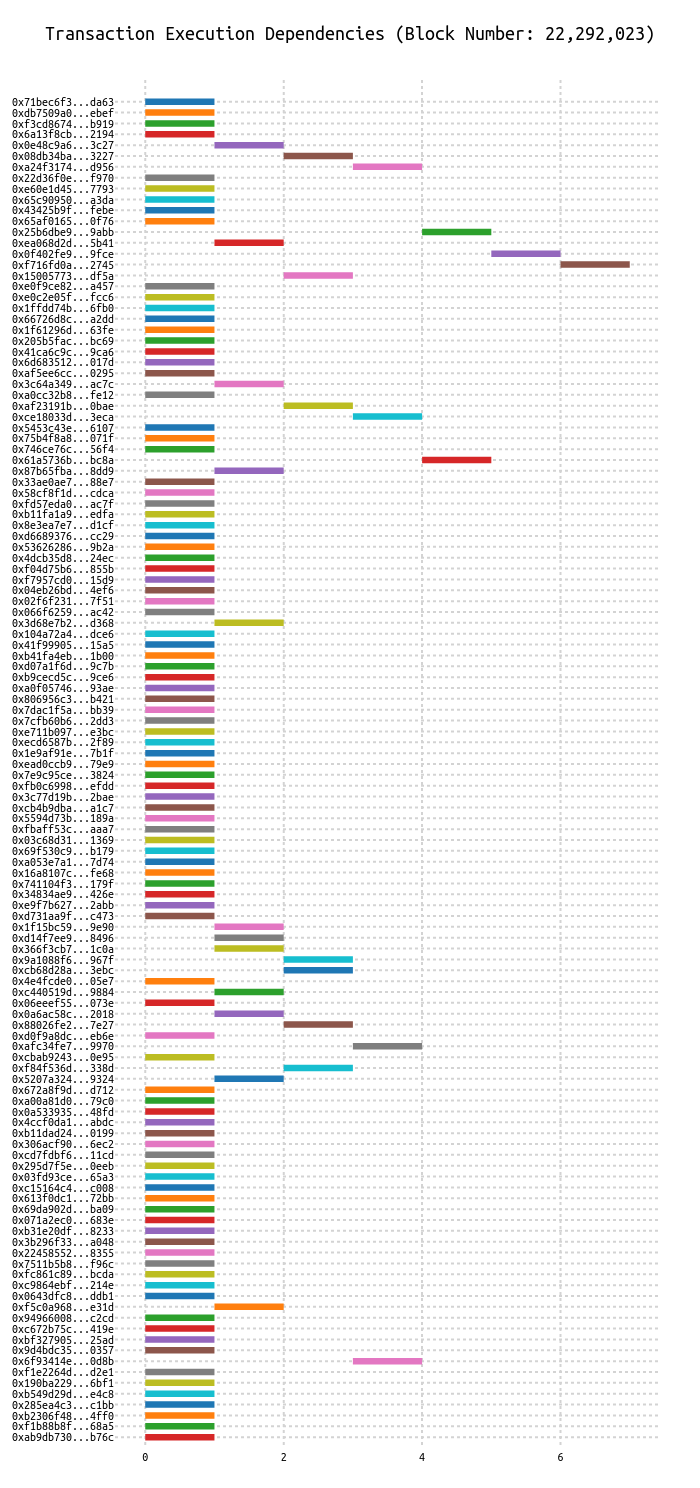 Transaction Execution Dependencies (Block Number: 22,292,023)
0x71bec6f3...da63
0xdb7509a0...ebef
0xf3cd8674...b919
0x6a13f8cb...2194
0x0e48c9a6...3c27
0x08db34ba...3227
0xa24f3174...d956
0x22d36f0e...f970
0xe60e1d45...7793
0x65c90950...a3da
0x43425b9f...febe
0x65af0165...0f76
0x25b6dbe9...9abb
0xea068d2d...5b41
0x0f402fe9...9fce
0xf716fd0a...2745
0x15005773...df5a
0xe0f9ce82...a457
0xe0c2e05f...fcc6
0x1ffdd74b...6fb0
0x66726d8c...a2dd
0x1f61296d...63fe
0x205b5fac...bc69
0x41ca6c9c...9ca6
0x6d683512...017d
0xaf5ee6cc...0295
0x3c64a349...ac7c
0xa0cc32b8...fe12
0xaf23191b...0bae
0xce18033d...3eca
0x5453c43e...6107
0x75b4f8a8...071f
0x746ce76c...56f4
0x61a5736b...bc8a
0x87b65fba...8dd9
0x33ae0ae7...88e7
0x58cf8f1d...cdca
0xfd57eda0...ac7f
0xb11fa1a9...edfa
0x8e3ea7e7...d1cf
0xd6689376...cc29
0x53626286...9b2a
0x4dcb35d8...24ec
0xf04d75b6...855b
0xf7957cd0...15d9
0x04eb26bd...4ef6
0x02f6f231...7f51
0x066f6259...ac42
0x3d68e7b2...d368
0x104a72a4...dce6
0x41f99905...15a5
0xb41fa4eb...1b00
0xd07a1f6d...9c7b
0xb9cecd5c...9ce6
0xa0f05746...93ae
0x806956c3...b421
0x7dac1f5a...bb39
0x7cfb60b6...2dd3
0xe711b097...e3bc
0xecd6587b...2f89
0x1e9af91e...7b1f
0xead0ccb9...79e9
0x7e9c95ce...3824
0xfb0c6998...efdd
0x3c77d19b...2bae
0xcb4b9dba...a1c7
0x5594d73b...189a
0xfbaff53c...aaa7
0x03c68d31...1369
0x69f530c9...b179
0xa053e7a1...7d74
0x16a8107c...fe68
0x741104f3...179f
0x34834ae9...426e
0xe9f7b627...2abb
0xd731aa9f...c473
0x1f15bc59...9e90
0xd14f7ee9...8496
0x366f3cb7...1c0a
0x9a1088f6...967f
0xcb68d28a...3ebc
0x4e4fcde0...05e7
0xc440519d...9884
0x06eeef55...073e
0x0a6ac58c...2018
0x88026fe2...7e27
0xd0f9a8dc...eb6e
0xafc34fe7...9970
0xcbab9243...0e95
0xf84f536d...338d
0x5207a324...9324
0x672a8f9d...d712
0xa00a81d0...79c0
0x0a533935...48fd
0x4ccf0da1...abdc
0xb11dad24...0199
0x306acf90...6ec2
0xcd7fdbf6...11cd
0x295d7f5e...0eeb
0x03fd93ce...65a3
0xc15164c4...c008
0x613f0dc1...72bb
0x69da902d...ba09
0x071a2ec0...683e
0xb31e20df...8233
0x3b296f33...a048
0x22458552...8355
0x7511b5b8...f96c
0xfc861c89...bcda
0xc9864ebf...214e
0x0643dfc8...ddb1
0xf5c0a968...e31d
0x94966008...c2cd
0xc672b75c...419e
0xbf327905...25ad
0x9d4bdc35...0357
0x6f93414e...0d8b
0xf1e2264d...d2e1
0x190ba229...6bf1
0xb549d29d...e4c8
0x285ea4c3...c1bb
0xb2306f48...4ff0
0xf1b88b8f...68a5
0xab9db730...b76c
0 2 4 6